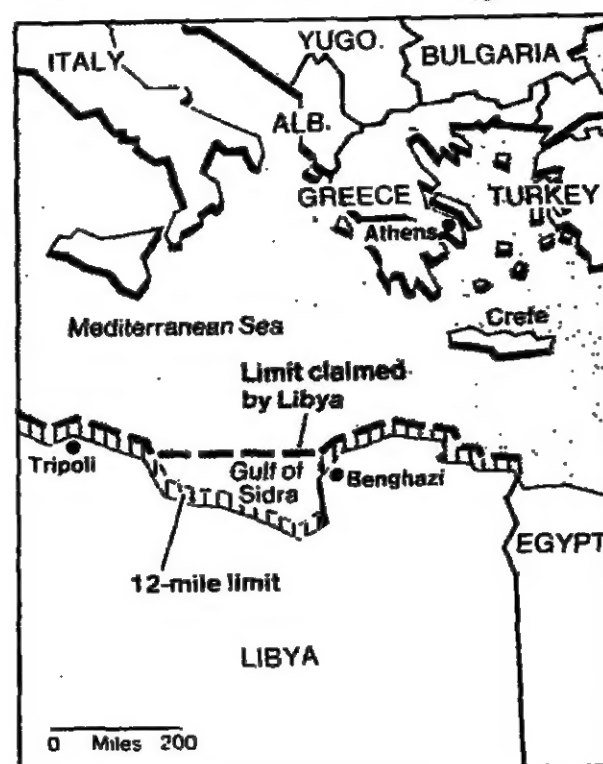 YUGO.
ITALY
BULGARIA
ALB.
GREECE
TURKEY
Athens
Crete
Mediterranean Sea
Limit claimed
by Libya
Gulf of
Sidra
Tripoli
Benghazi
12-mile limit
EGYPT
LIBYA
0 Miles 200